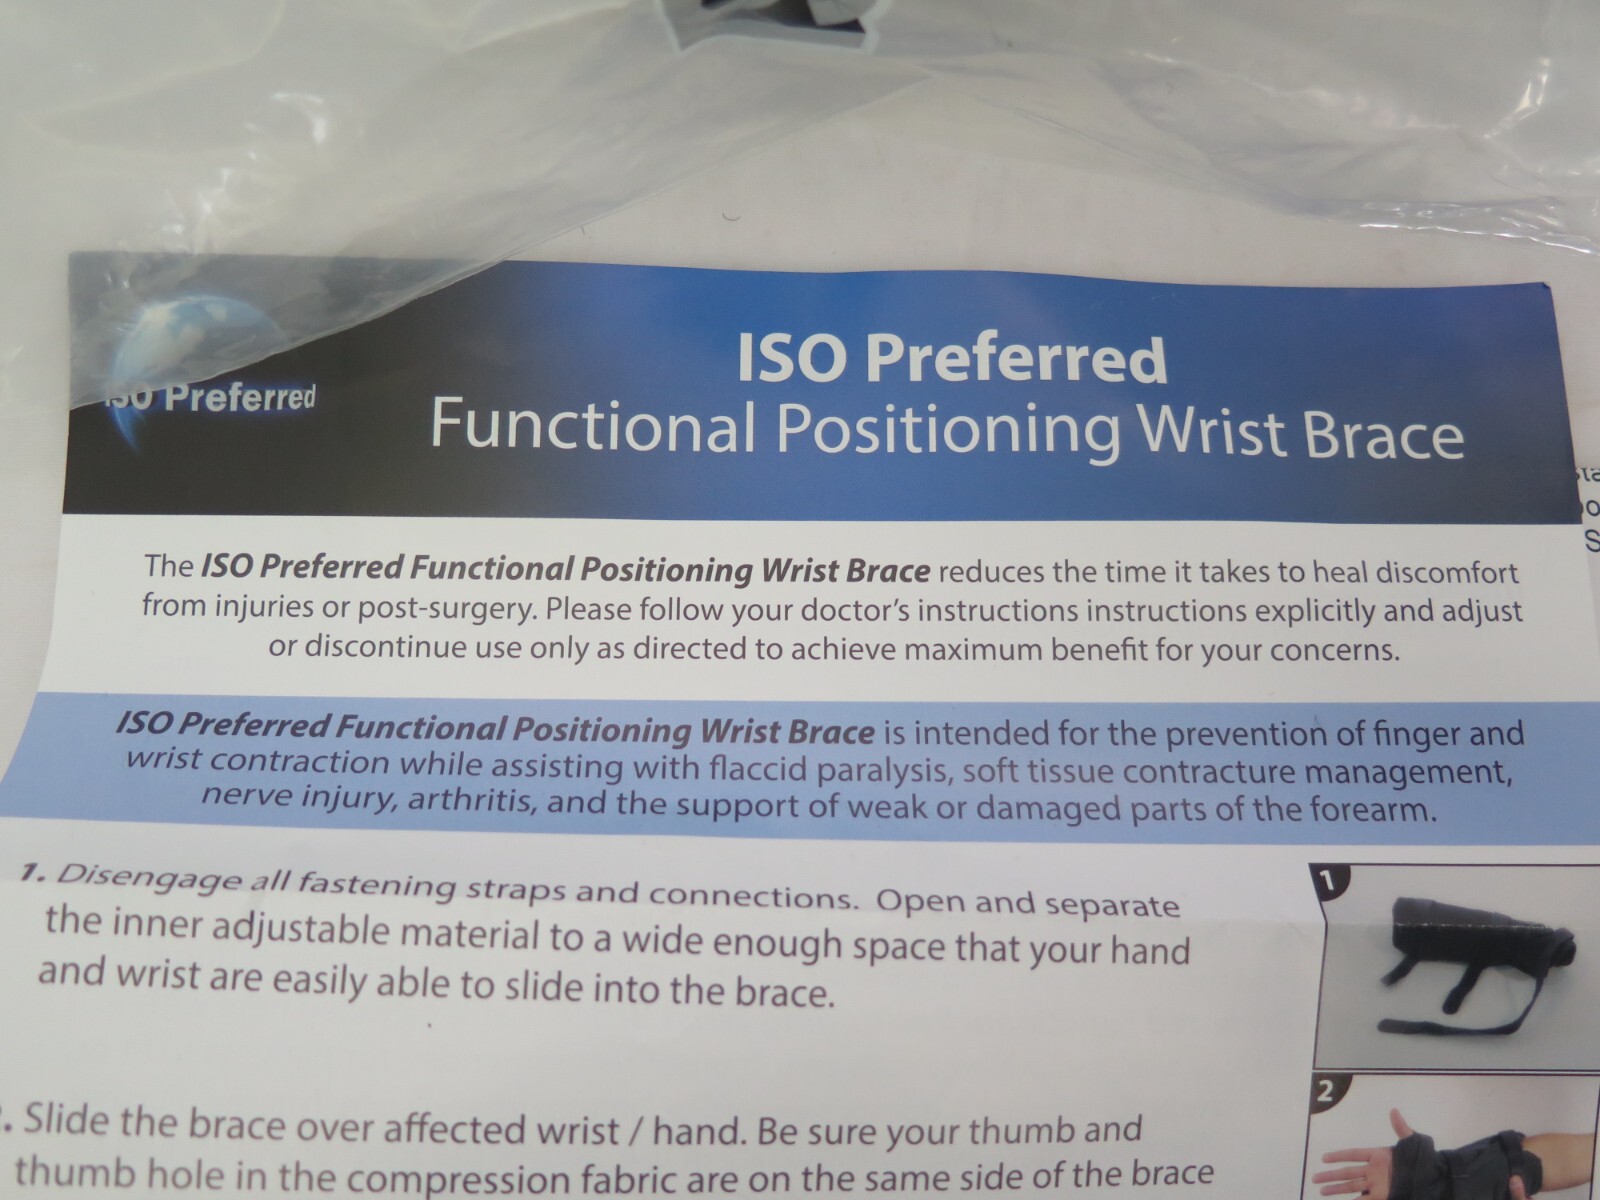 ISO Preferred
ISO Preferred
Functional Positioning Wrist Brace
The ISO Preferred Functional Positioning Wrist Brace reduces the time it takes to heal discomfort
from injuries or post-surgery. Please follow your doctor's instructions instructions explicitly and adjust
or discontinue use only as directed to achieve maximum benefit for your concerns.
ISO Preferred Functional Positioning Wrist Brace is intended for the prevention of finger and
wrist contraction while assisting with flaccid paralysis, soft tissue contracture management,
nerve injury, arthritis, and the support of weak or damaged parts of the forearm.
1. Disengage all fastening straps and connections. Open and separate
the inner adjustable material to a wide enough space that your hand
and wrist are easily able to slide into the brace.
1
. Slide the brace over affected wrist / hand. Be sure your thumb and
thumb hole in the compression fabric are on the same side of the brace
2